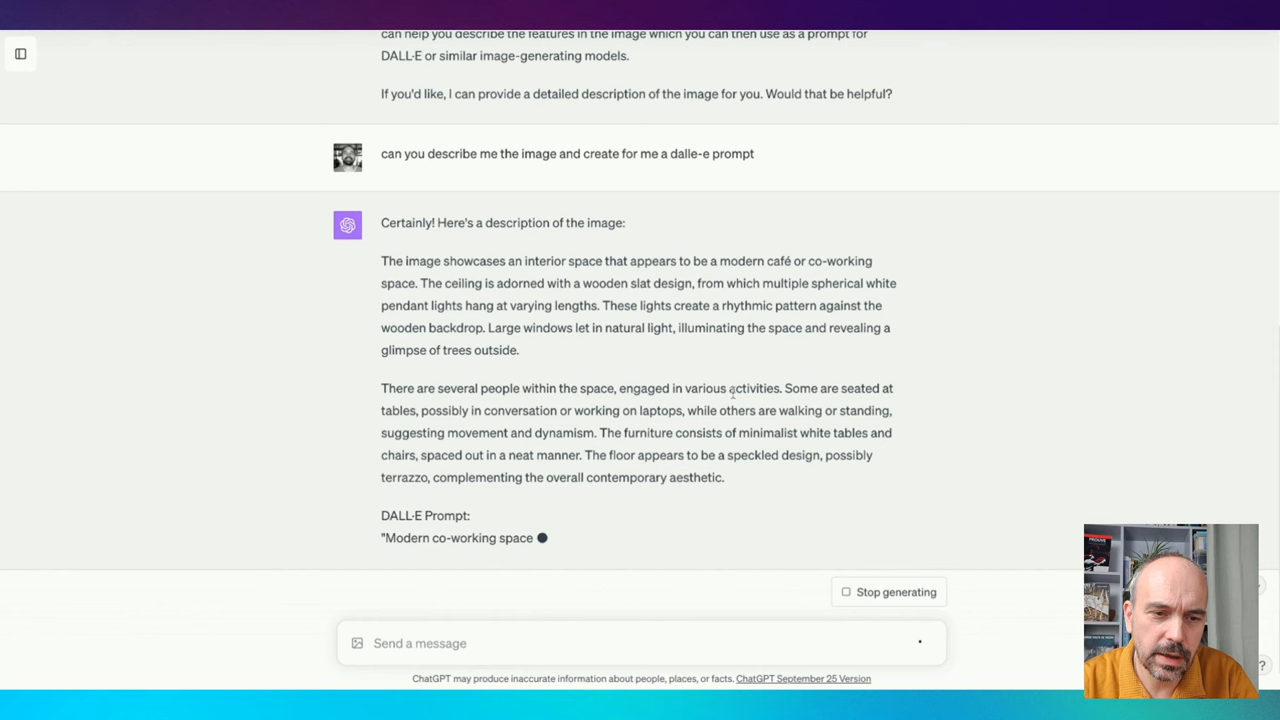 can help you describe the features in the image which you can then use as a prompt for
DALL·E or similar image-generating models.
If you'd like, I can provide a detailed description of the image for you. Would that be helpful?
can you describe me the image and create for me a dalle-e prompt
Certainly! Here's a description of the image:
The image showcases an interior space that appears to be a modern café or co-working
space. The ceiling is adorned with a wooden slat design, from which multiple spherical white
pendant lights hang at varying lengths. These lights create a rhythmic pattern against the
wooden backdrop. Large windows let in natural light, illuminating the space and revealing a
glimpse of trees outside.
There are several people within the space, engaged in various activities. Some are seated at
tables, possibly in conversation or working on laptops, while others are walking or standing,
suggesting movement and dynamism. The furniture consists of minimalist white tables and
chairs, spaced out in a neat manner. The floor appears to be a speckled design, possibly
terrazzo, complementing the overall contemporary aesthetic.
DALL·E Prompt:
"Modern co-working space
Stop generating
Send a message
ChatGPT may produce inaccurate information about people, places, or facts. ChatGPT September 25 Version
?